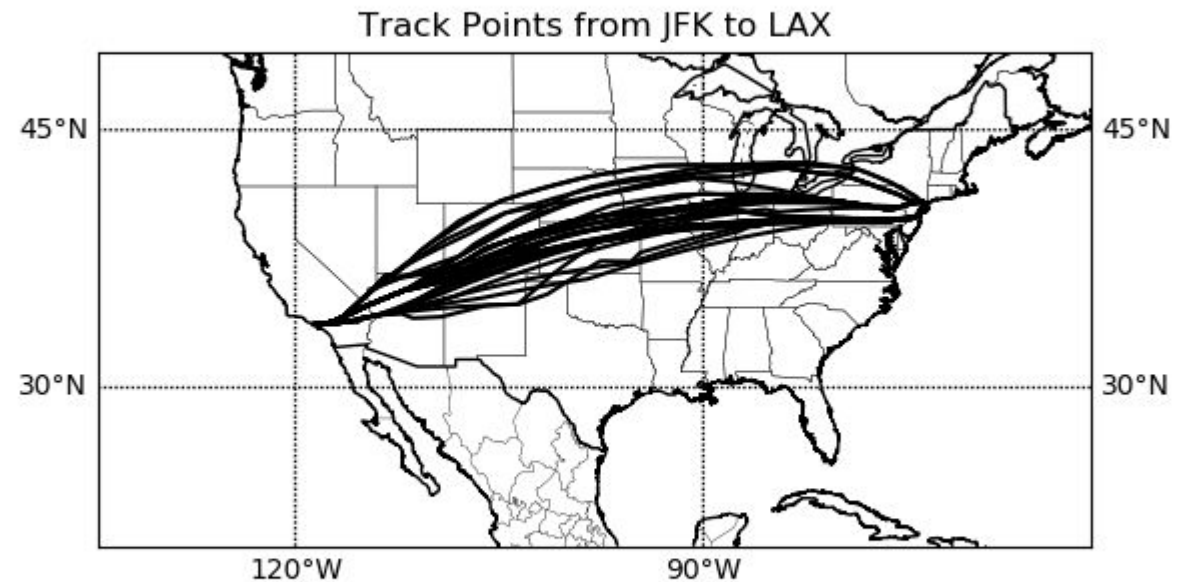 Track Points from JFK to LAX
45°N
45°N
30°N
30°N
120°W
90°W